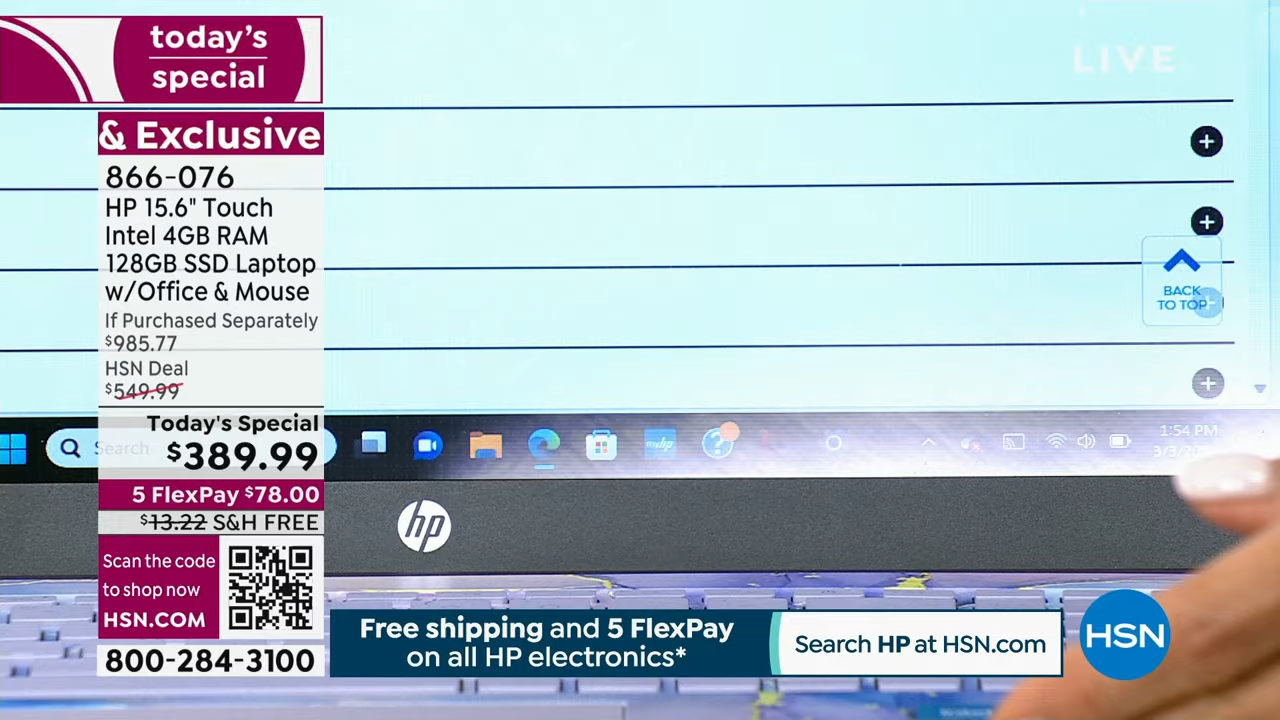 today's
special
LIVE
& Exclusive
866-076
HP 15.6" Touch
Intel 4GB RAM
128GB SSD Laptop
w/Office & Mouse
If Purchased Separately
$985.77
HSN Deal
$549.99
Today's Special
$389.99
5 FlexPay $78.00
$13.22 S&H FREE
Scan the code
to shop now
HSN.COM
800-284-3100
BACK
TO TOP
Search
myhp
1:54 PM
hp
Free shipping and 5 FlexPay
on all HP electronics*
Search HP at HSN.com
HSN